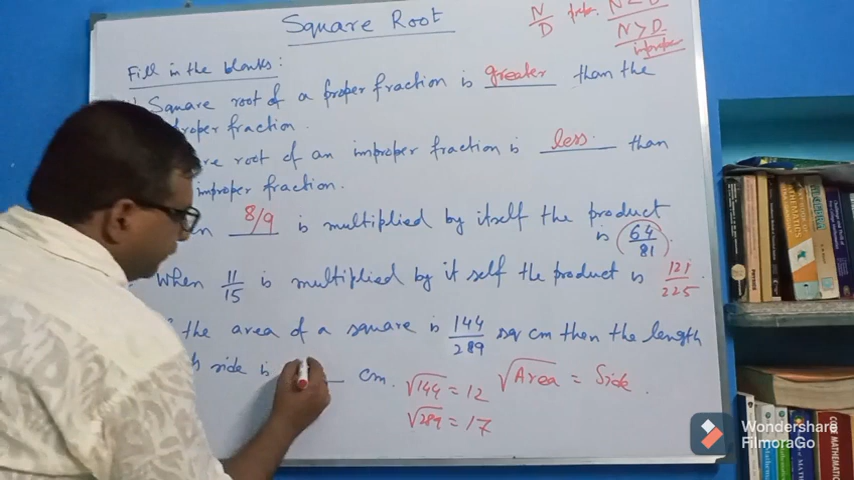 Square Root
N/D N < D
N > D
improper
Fill in the blanks:
Square root of a proper fraction is greater than the
proper fraction.
root of an improper fraction is less. than
improper fraction.
8/9 is multiplied by itself the product
is 64/81.
When 11/15 is multiplied by it self the product is 121/225.
the area of a square is 144/289 sq cm then the length
side is ___ cm.
√144 = 12 √Area = Side.
√289 = 17
Wondershare
FilmoraGo
MATHEMATICS